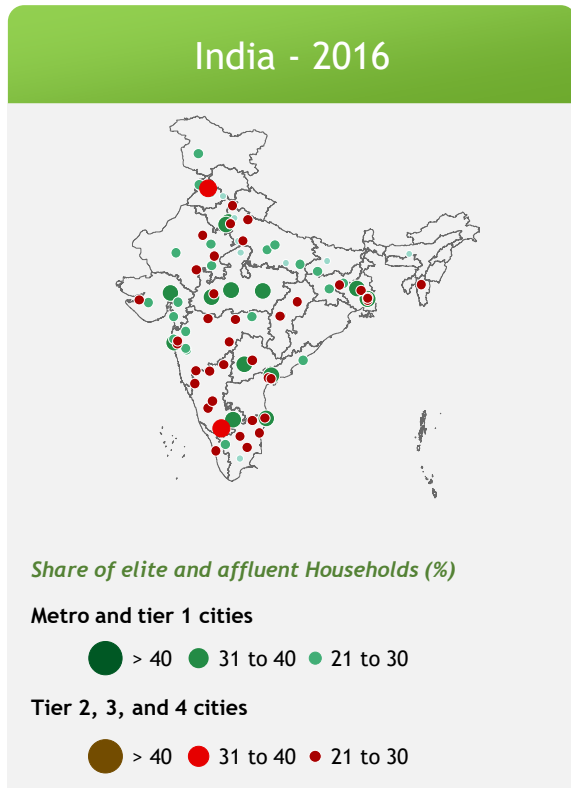 India - 2016
Share of elite and affluent Households (%)
Metro and tier 1 cities
> 40 31 to 40 21 to 30
Tier 2, 3, and 4 cities
> 40 31 to 40 21 to 30